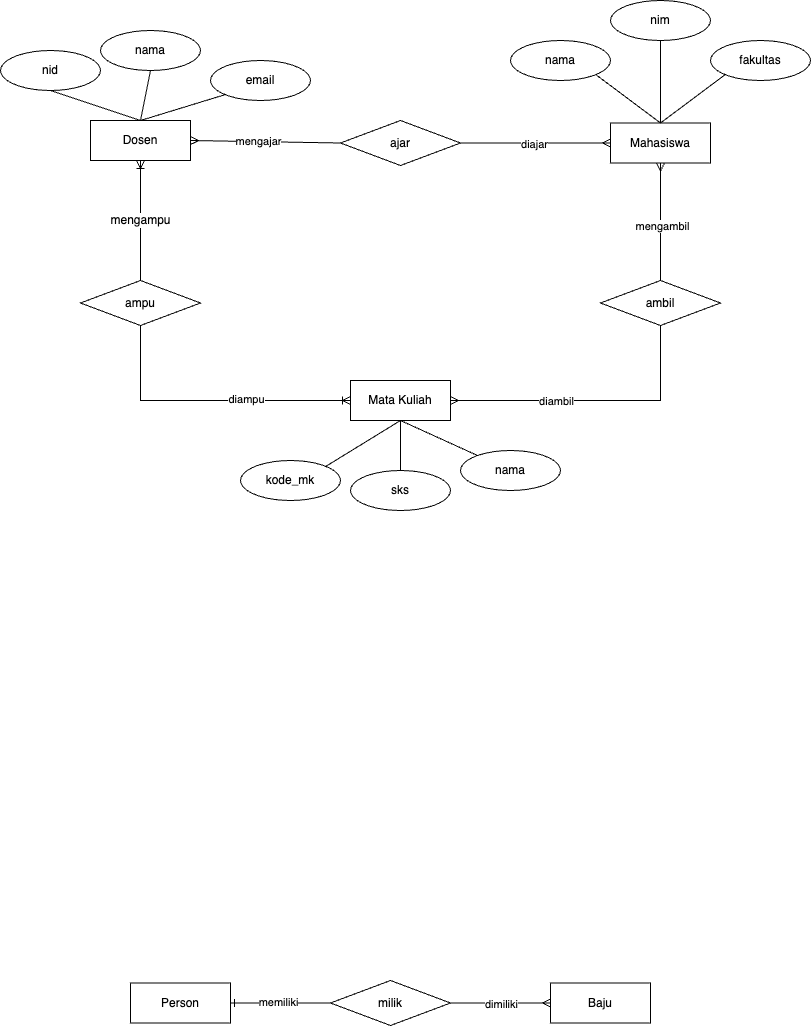 nim
nama
nama
fakultas
nid
email
Dosen
mengajar
ajar
diajar
Mahasiswa
mengampu
mengambil
ampu
ambil
diampu
Mata Kuliah
diambil
kode_mk
sks
nama
Person
memiliki
milik
dimiliki
Baju